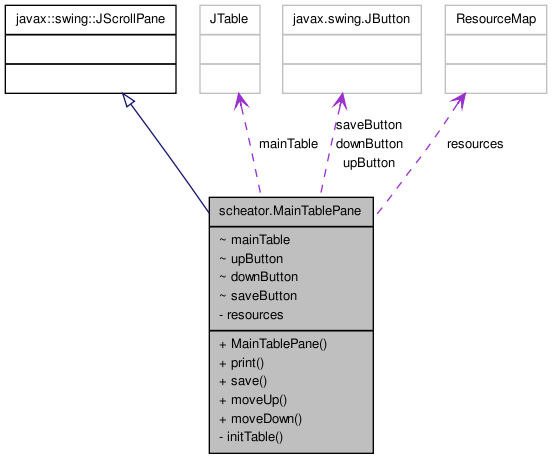 javax::swing::JScrollPane
JTable
javax.swing.JButton
ResourceMap
mainTable
saveButton
downButton
upButton
resources
scheator.MainTablePane
~ mainTable
~ upButton
~ downButton
~ saveButton
- resources
+ MainTablePane()
+ print()
+ save()
+ moveUp()
+ moveDown()
- initTable()